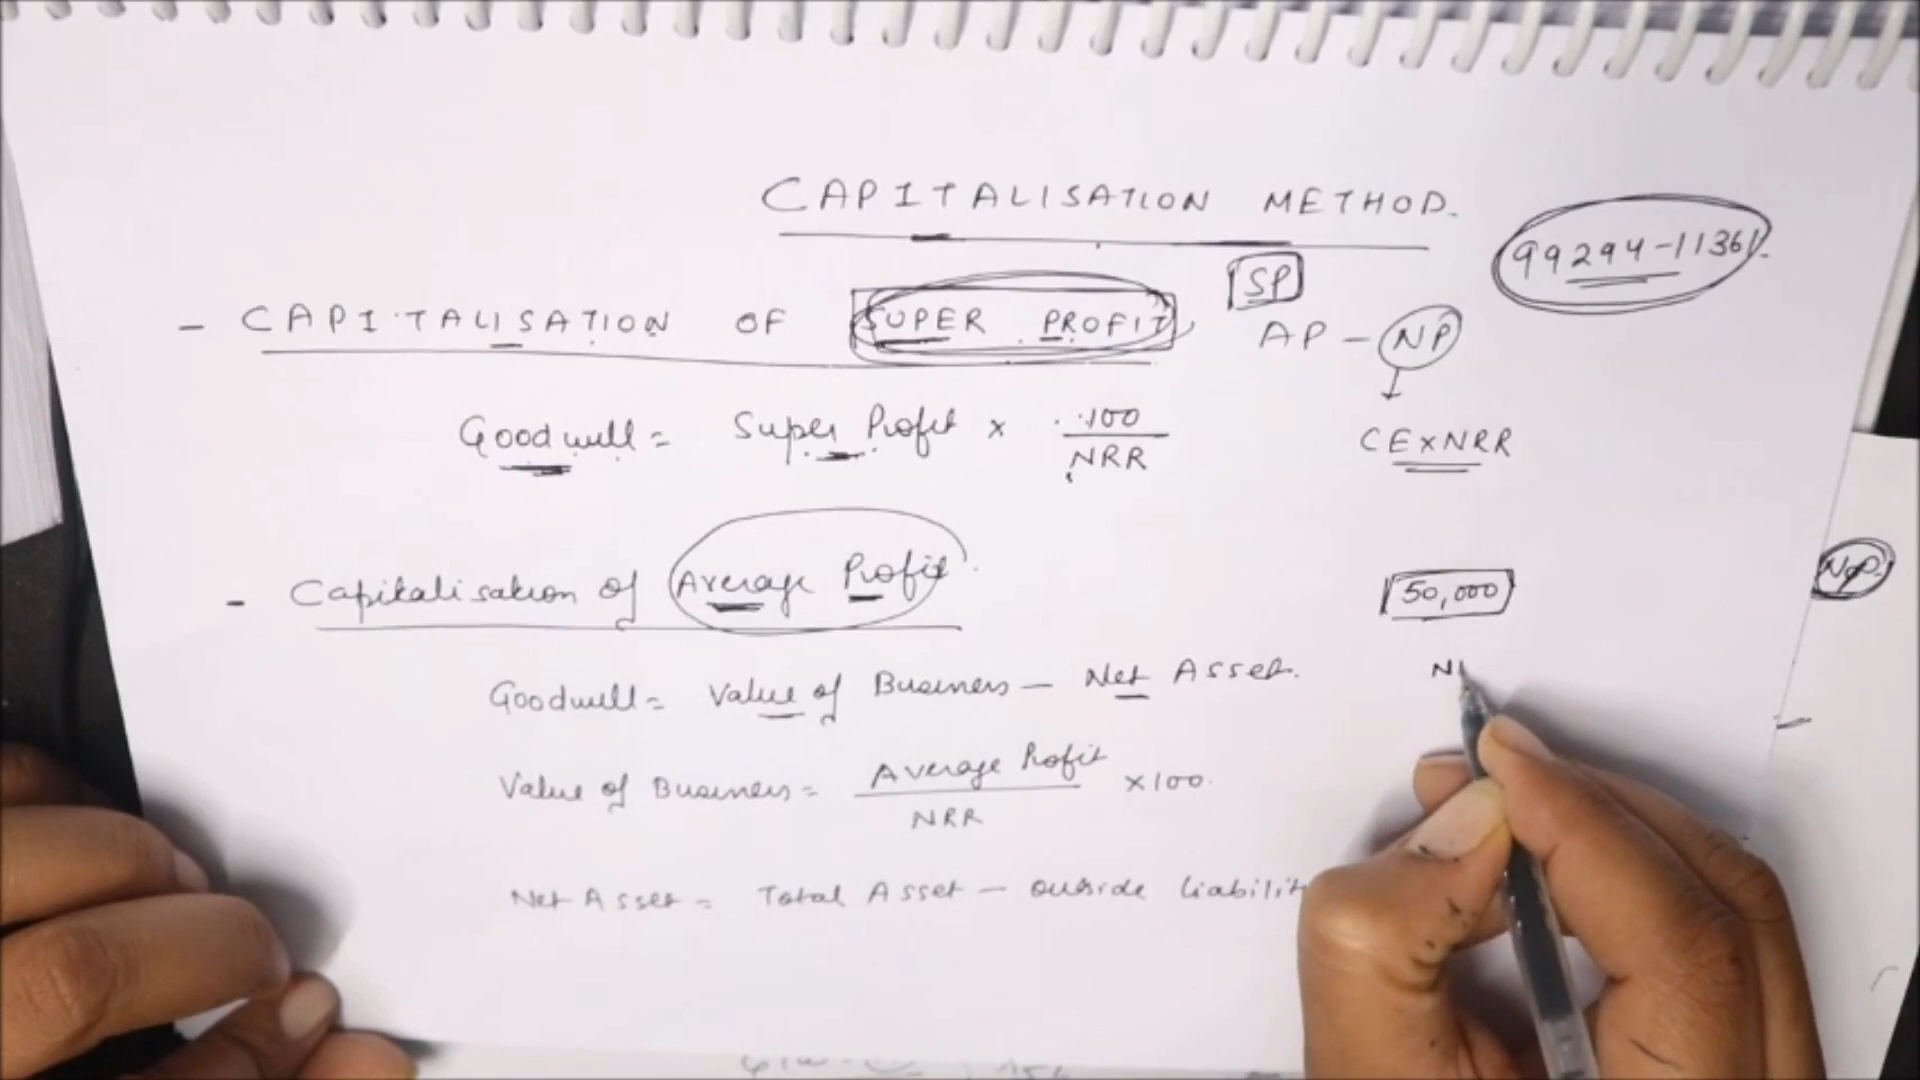 CAPITALISATION METHOD.
99294-11361
- CAPITALISATION OF SUPER PROFIT
SP
AP - NP
Goodwill = Super Profit × 100
NRR
CE×NRR
- Capitalisation of Average Profit
50,000
Goodwill = Value of Business - Net Asset.
Value of Business = Average Profit ×100.
NRR
Net Asset = Total Asset - outside liabilit